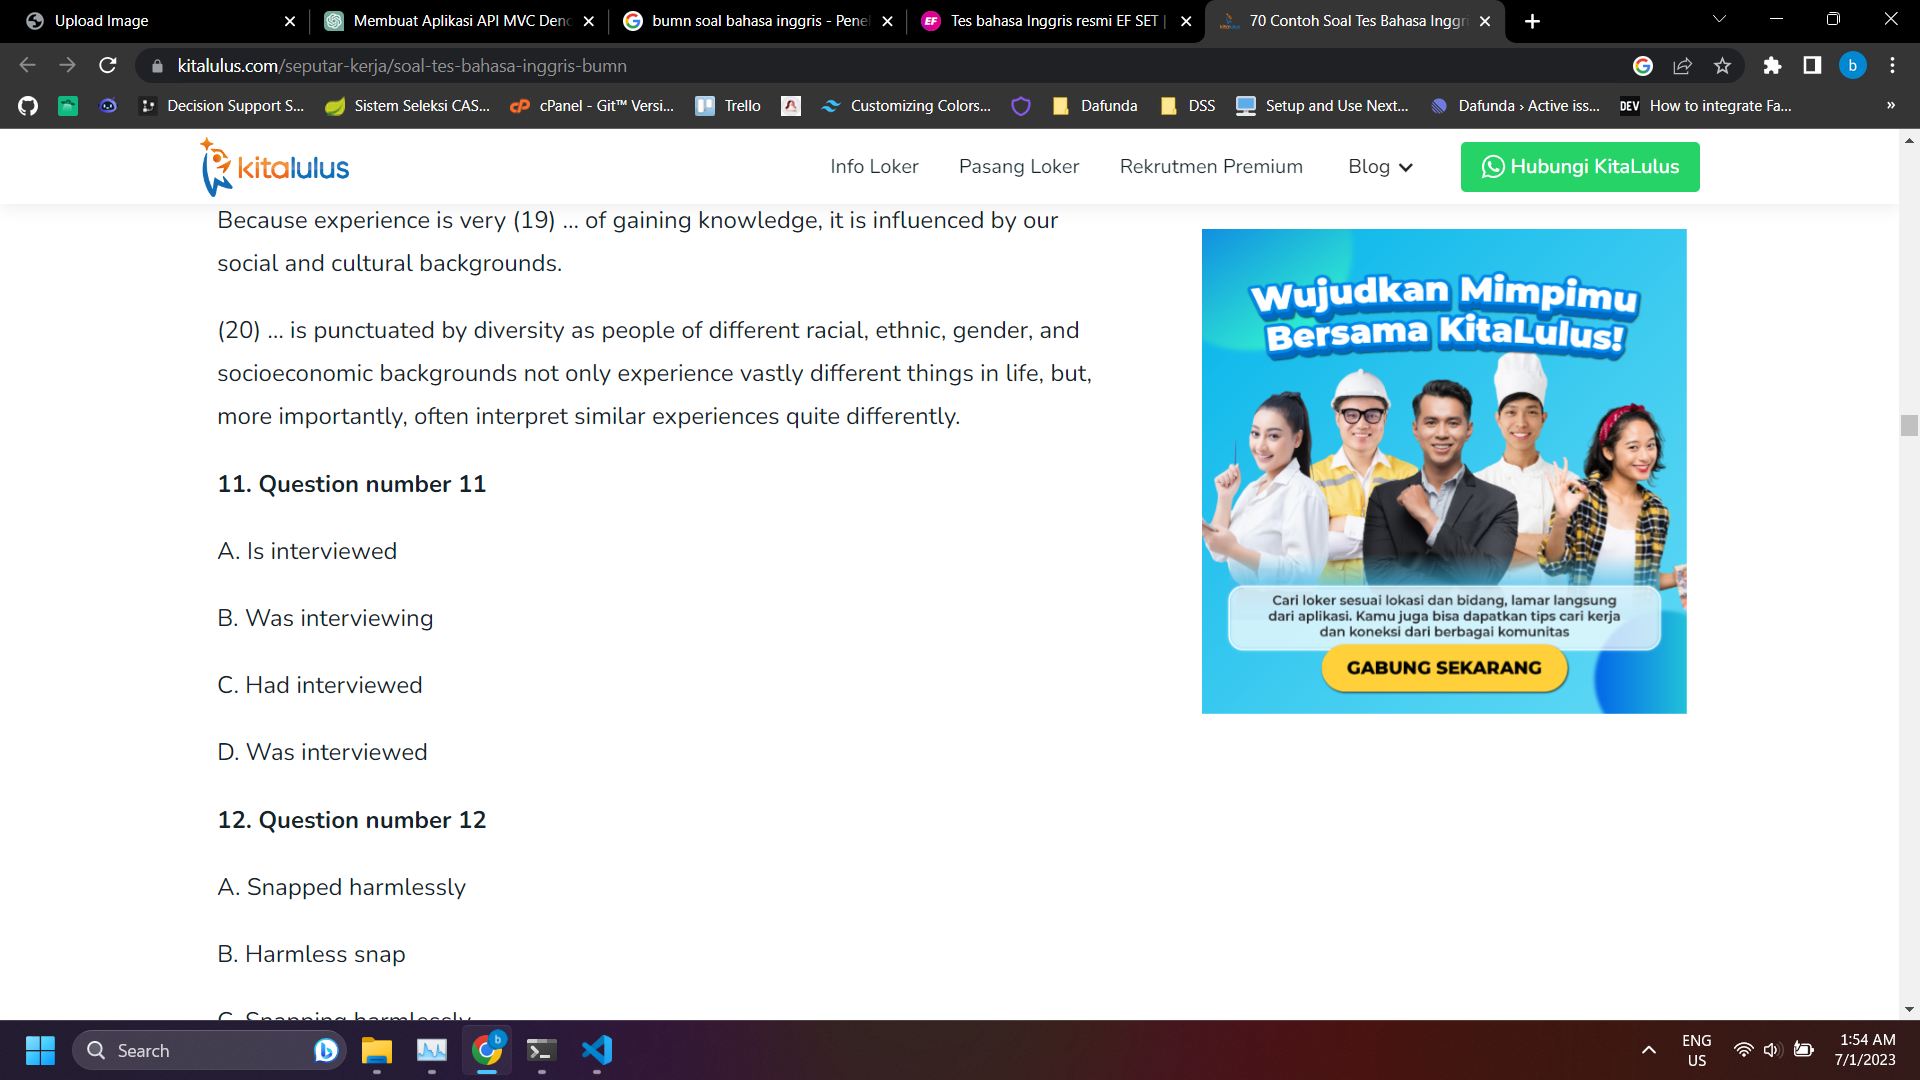 Upload Image
Membuat Aplikasi API MVC Deng
bumn soal bahasa inggris - Penel
Tes bahasa Inggris resmi EF SET |
70 Contoh Soal Tes Bahasa Inggri
kitalulus.com/seputar-kerja/soal-tes-bahasa-inggris-bumn
b
Decision Support S...
Sistem Seleksi CAS...
cPanel - Git™ Versi...
Trello
Customizing Colors...
Dafunda
DSS
Setup and Use Next...
Dafunda › Active iss...
DEV
How to integrate Fa...
»
kitalulus
Info Loker
Pasang Loker
Rekrutmen Premium
Blog
Hubungi KitaLulus
Because experience is very (19) … of gaining knowledge, it is influenced by our
social and cultural backgrounds.
(20) … is punctuated by diversity as people of different racial, ethnic, gender, and
socioeconomic backgrounds not only experience vastly different things in life, but,
more importantly, often interpret similar experiences quite differently.
11. Question number 11
A. Is interviewed
B. Was interviewing
C. Had interviewed
D. Was interviewed
12. Question number 12
A. Snapped harmlessly
B. Harmless snap
C. Snapping harmlessly
Wujudkan Mimpimu
Bersama KitaLulus!
Cari loker sesuai lokasi dan bidang, lamar langsung
dari aplikasi. Kamu juga bisa dapatkan tips cari kerja
dan koneksi dari berbagai komunitas
GABUNG SEKARANG
Search
b
ENG
US
1:54 AM
7/1/2023